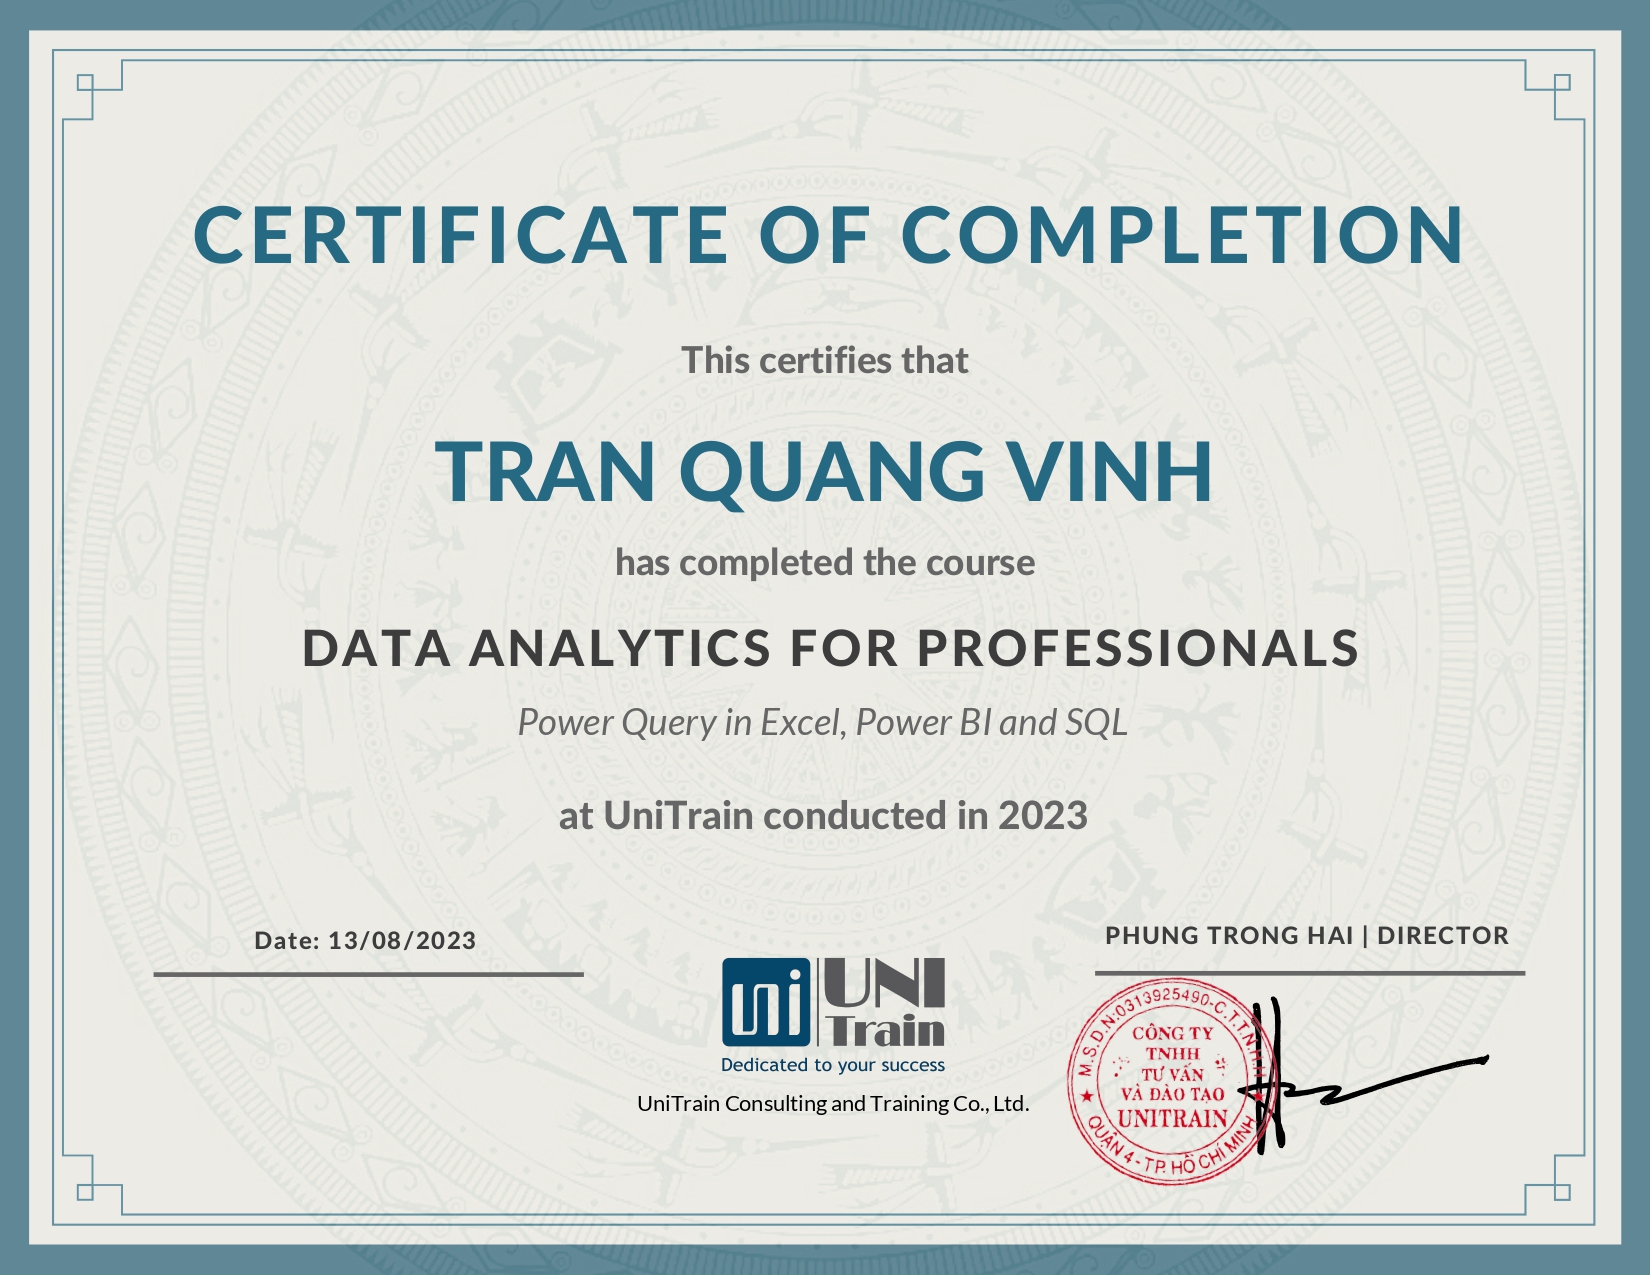 CERTIFICATE OF COMPLETION
This certifies that
TRAN QUANG VINH
has completed the course
DATA ANALYTICS FOR PROFESSIONALS
Power Query in Excel, Power BI and SQL
at UniTrain conducted in 2023
Date: 13/08/2023
PHUNG TRONG HAI | DIRECTOR
uni
UNI
Train
Dedicated to your success
UniTrain Consulting and Training Co., Ltd.
M.S.D.N:0313925490-C.T.T.N.H.H
CÔNG TY
TNHH
TƯ VẤN
VÀ ĐÀO TẠO
UNITRAIN
QUẬN 4 - TP. HỒ CHÍ MINH